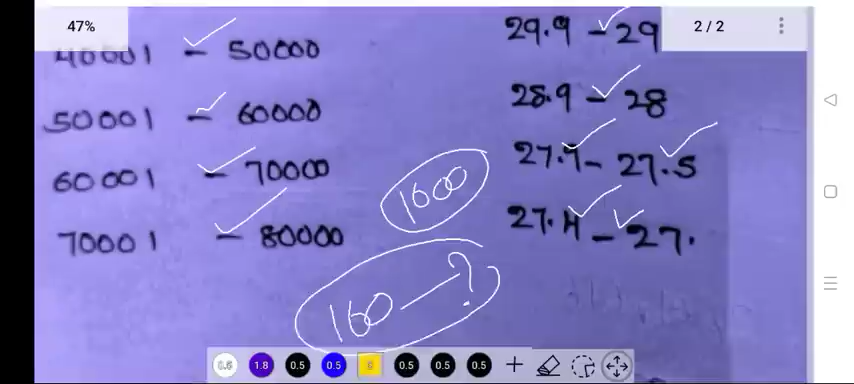 47%
2 / 2
40001 - 50000
29.9 - 29
50001 - 60000
28.9 - 28
60001 - 70000
27.9 - 27.5
70001 - 80000
27.4 - 27.
1600
160 — ?
0.5 1.8 0.5 0.5 0.5 0.5 0.5